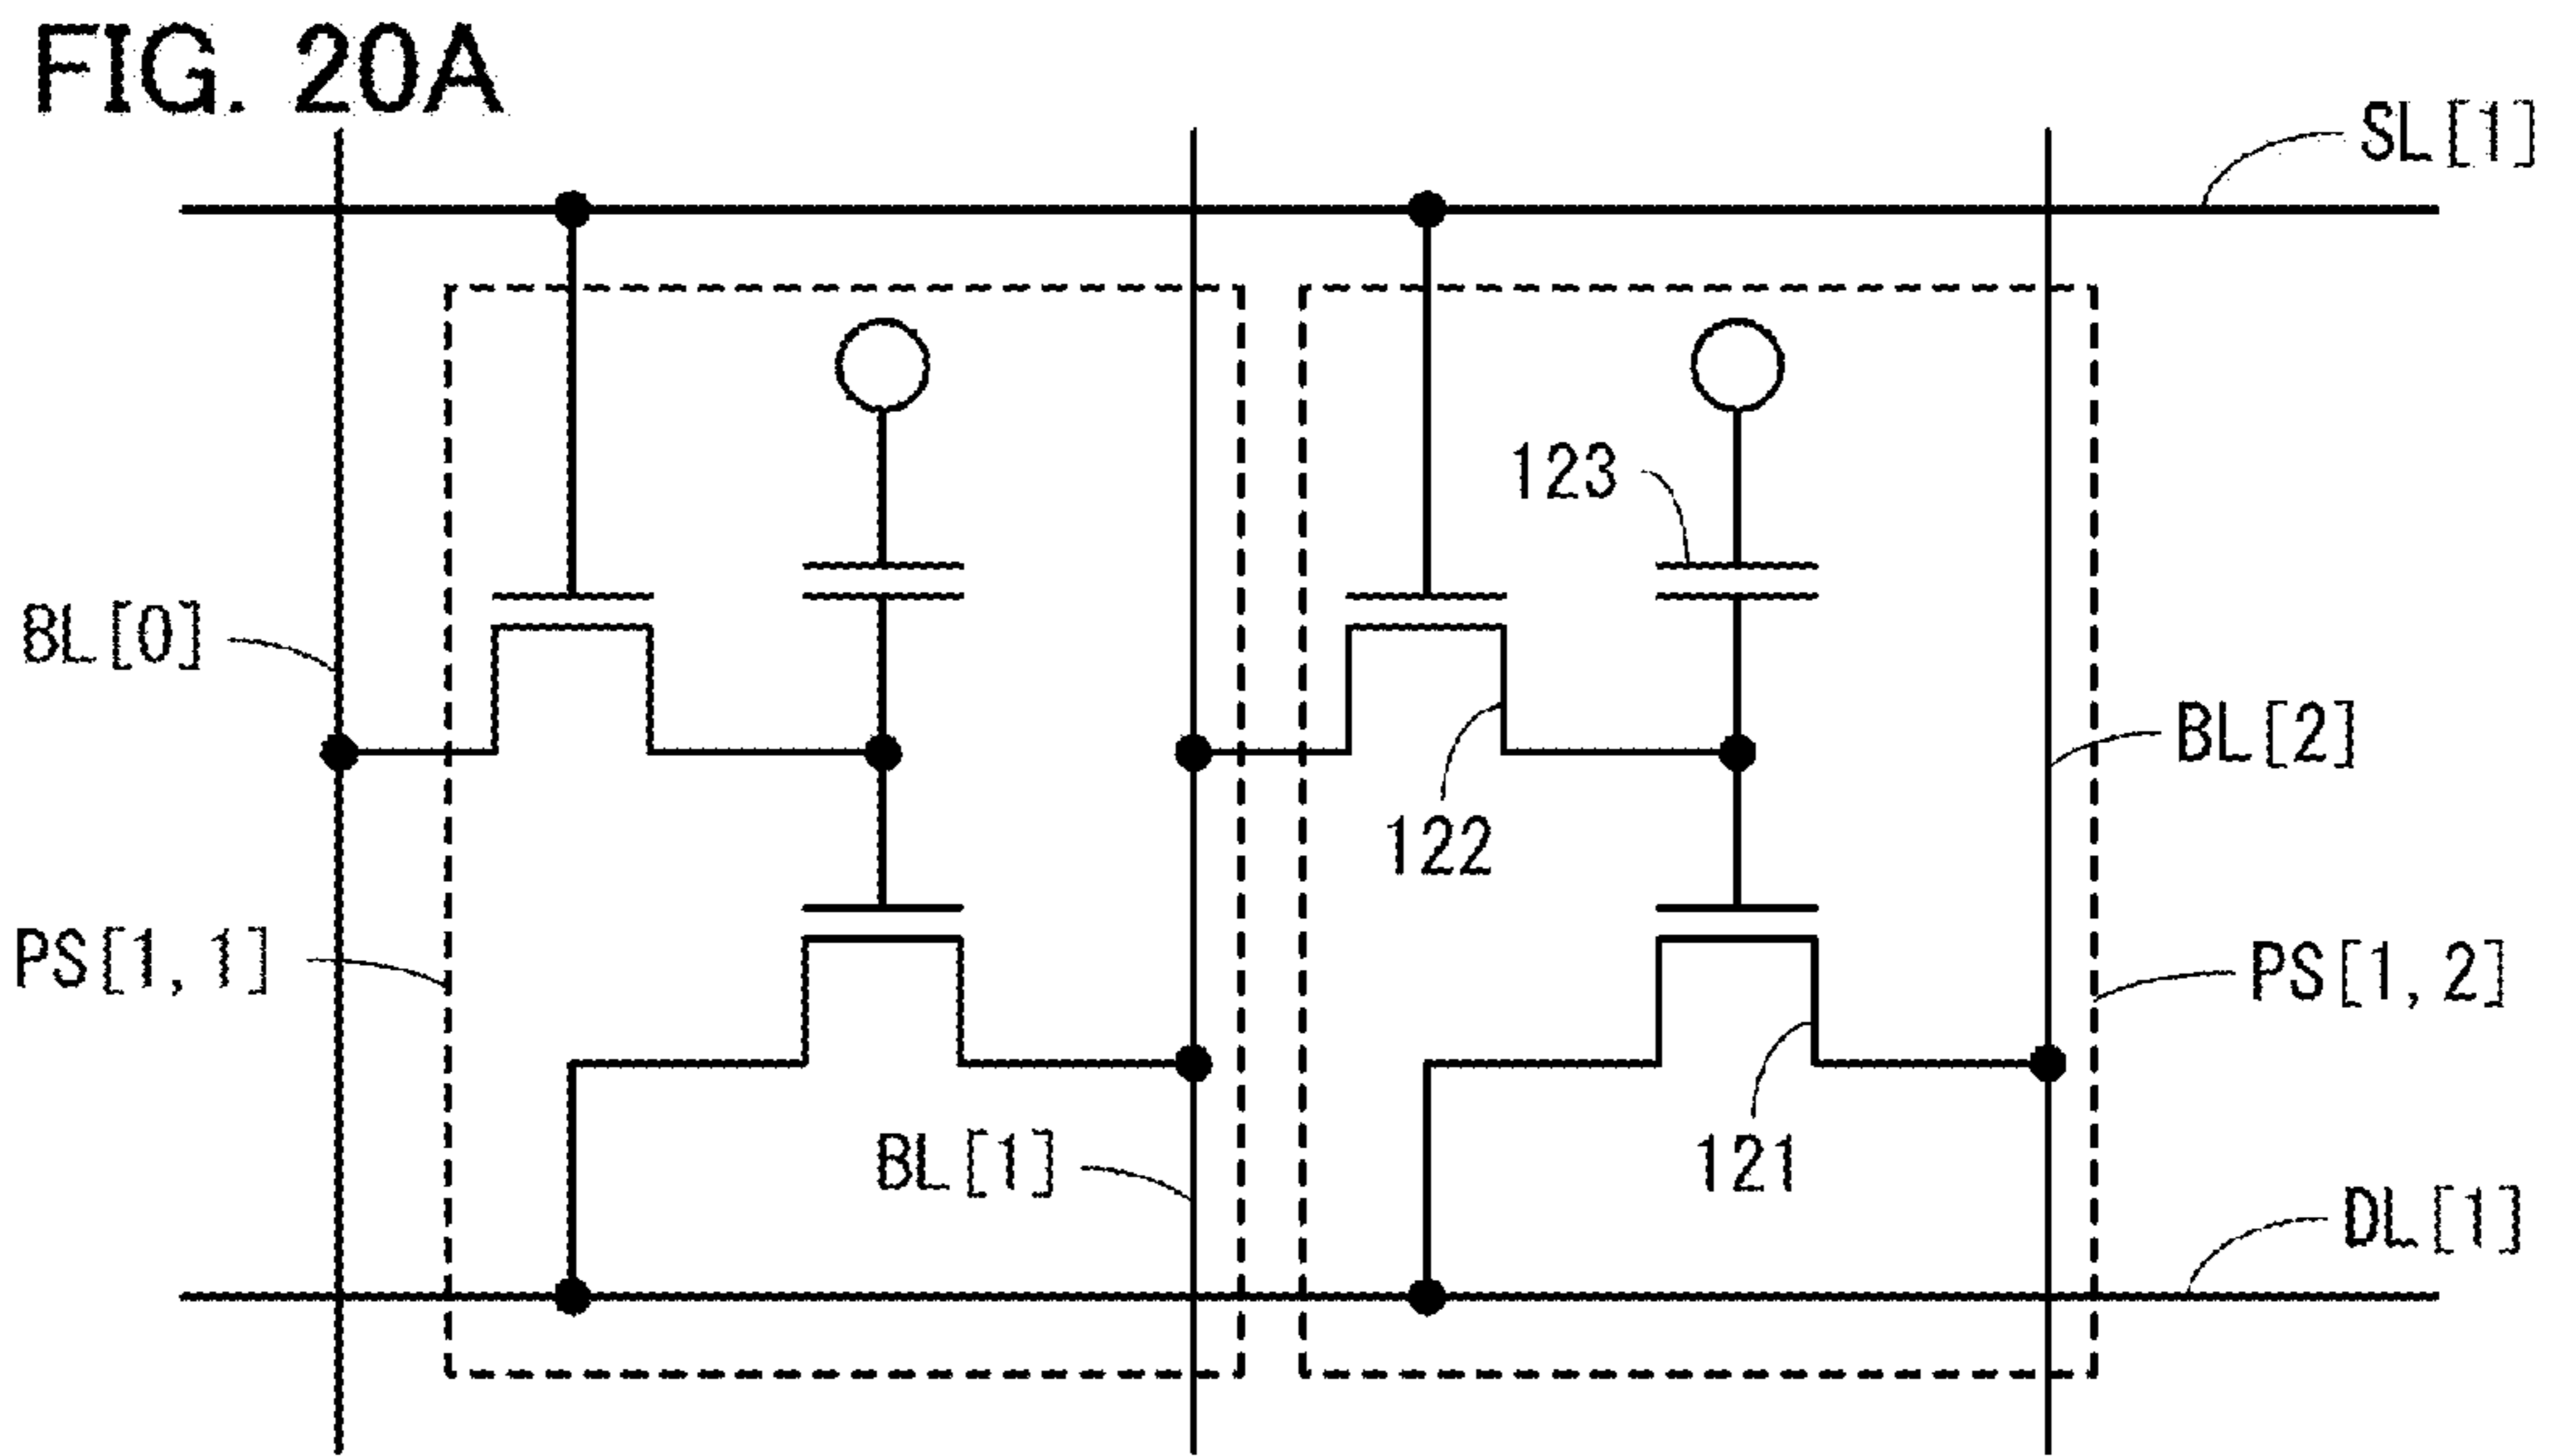 FIG. 20A
SL[1]
123
BL[0]
BL[2]
122
PS[1,1]
PS[1,2]
BL[1]
121
DL[1]